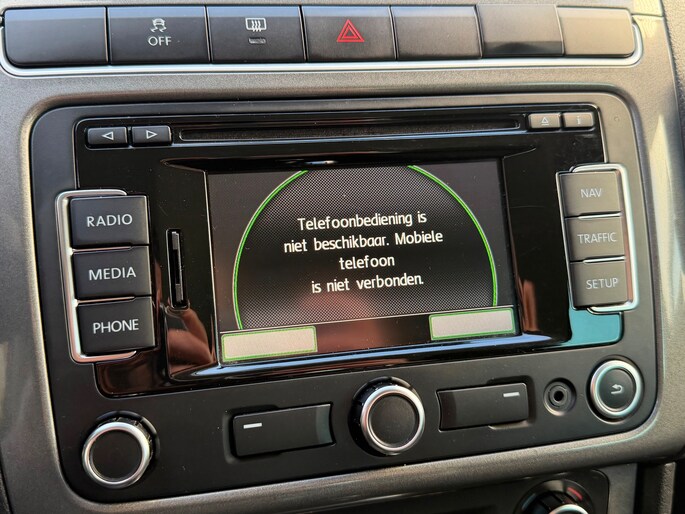 OFF
RADIO
MEDIA
PHONE
Telefoonbediening is
niet beschikbaar. Mobiele
telefoon
is niet verbonden.
NAV
TRAFFIC
SETUP